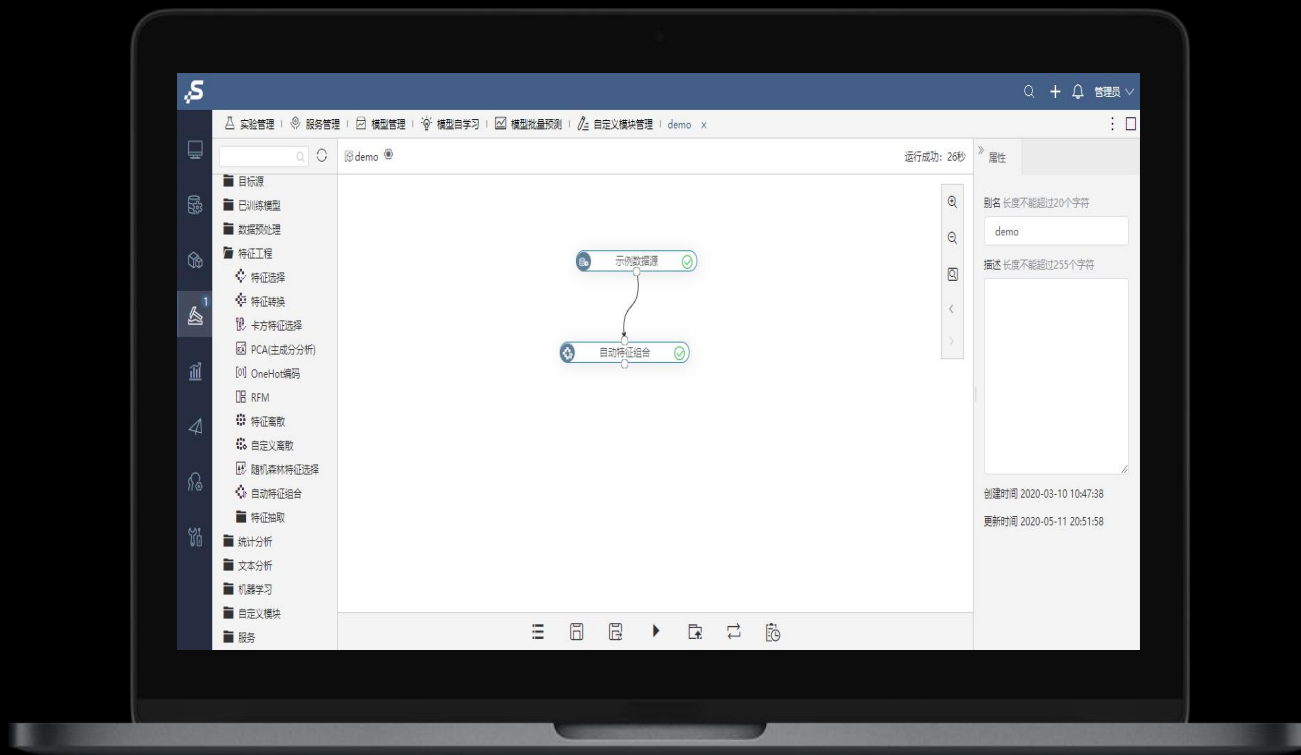 S
管理员
实验管理 服务管理 模型管理 模型自学习 模型批量预测 自定义模块管理 demo x
demo
运行成功: 26秒
属性
目标源
已训练模型
数据预处理
特征工程
特征选择
特征转换
卡方特征选择
PCA(主成分分析)
[0] OneHot编码
RFM
特征离散
自定义离散
随机森林特征选择
自动特征组合
特征抽取
统计分析
文本分析
机器学习
自定义模块
服务
1
示例数据源
自动特征组合
别名 长度不能超过20个字符
demo
描述 长度不能超过255个字符
创建时间 2020-03-10 10:47:38
更新时间 2020-05-11 20:51:58